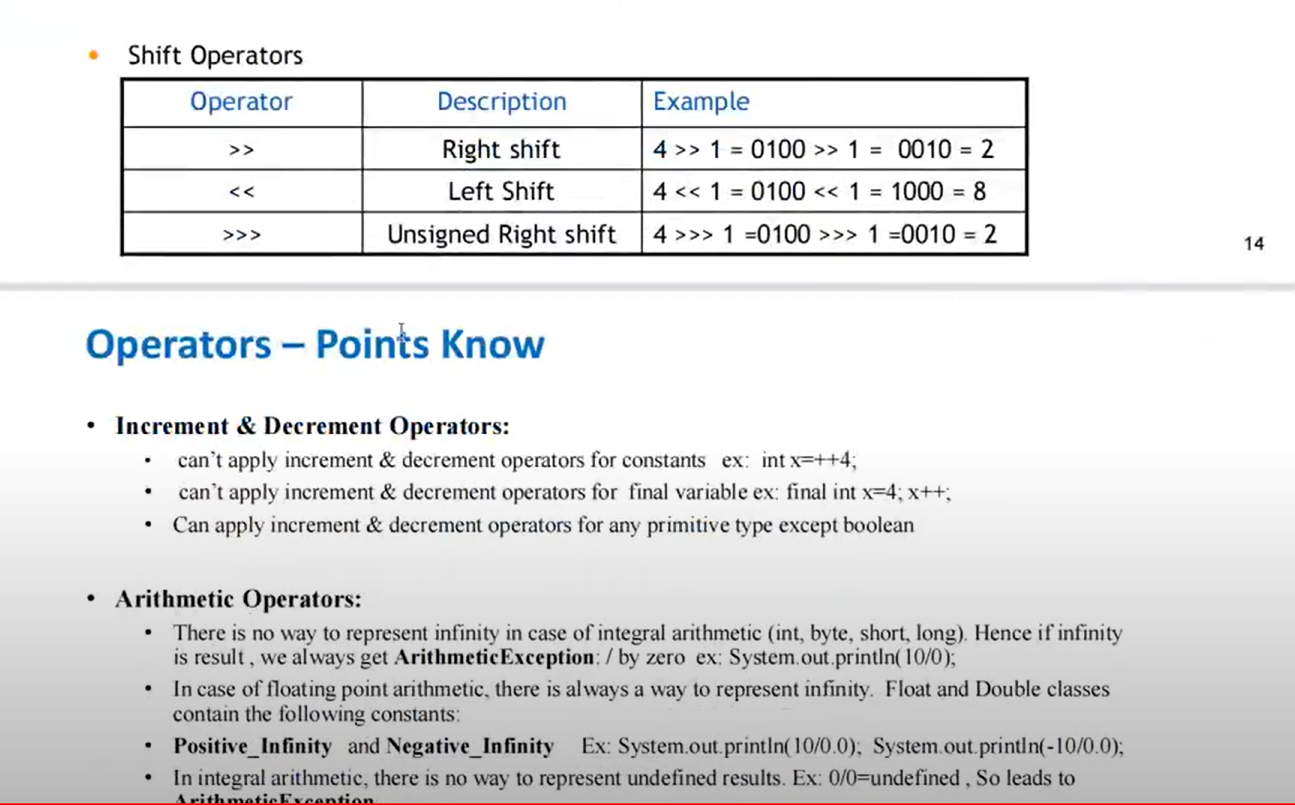 • Shift Operators
Operator Description Example
>> Right shift 4 >> 1 = 0100 >> 1 = 0010 = 2
<< Left Shift 4 << 1 = 0100 << 1 = 1000 = 8
>>> Unsigned Right shift 4 >>> 1 =0100 >>> 1 =0010 = 2
14
Operators – Points Know
• Increment & Decrement Operators:
• can't apply increment & decrement operators for constants ex: int x=++4;
• can't apply increment & decrement operators for final variable ex: final int x=4; x++;
• Can apply increment & decrement operators for any primitive type except boolean
• Arithmetic Operators:
• There is no way to represent infinity in case of integral arithmetic (int, byte, short, long). Hence if infinity
is result , we always get ArithmeticException: / by zero ex: System.out.println(10/0);
• In case of floating point arithmetic, there is always a way to represent infinity. Float and Double classes
contain the following constants:
• Positive_Infinity and Negative_Infinity Ex: System.out.println(10/0.0); System.out.println(-10/0.0);
• In integral arithmetic, there is no way to represent undefined results. Ex: 0/0=undefined , So leads to
ArithmeticException